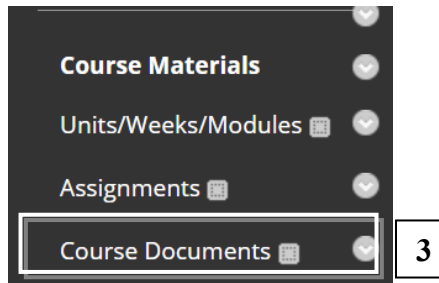 Course Materials
Units/Weeks/Modules
Assignments
Course Documents
3